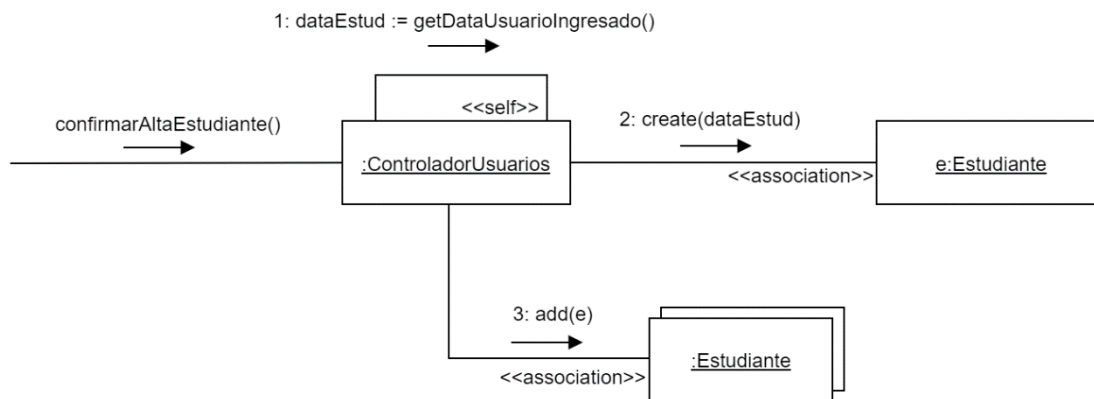 1: dataEstud := getDataUsuarioIngresado()
<<self>>
confirmarAltaEstudiante()
:ControladorUsuarios
2: create(dataEstud)
<<association>>
e:Estudiante
3: add(e)
<<association>>
:Estudiante